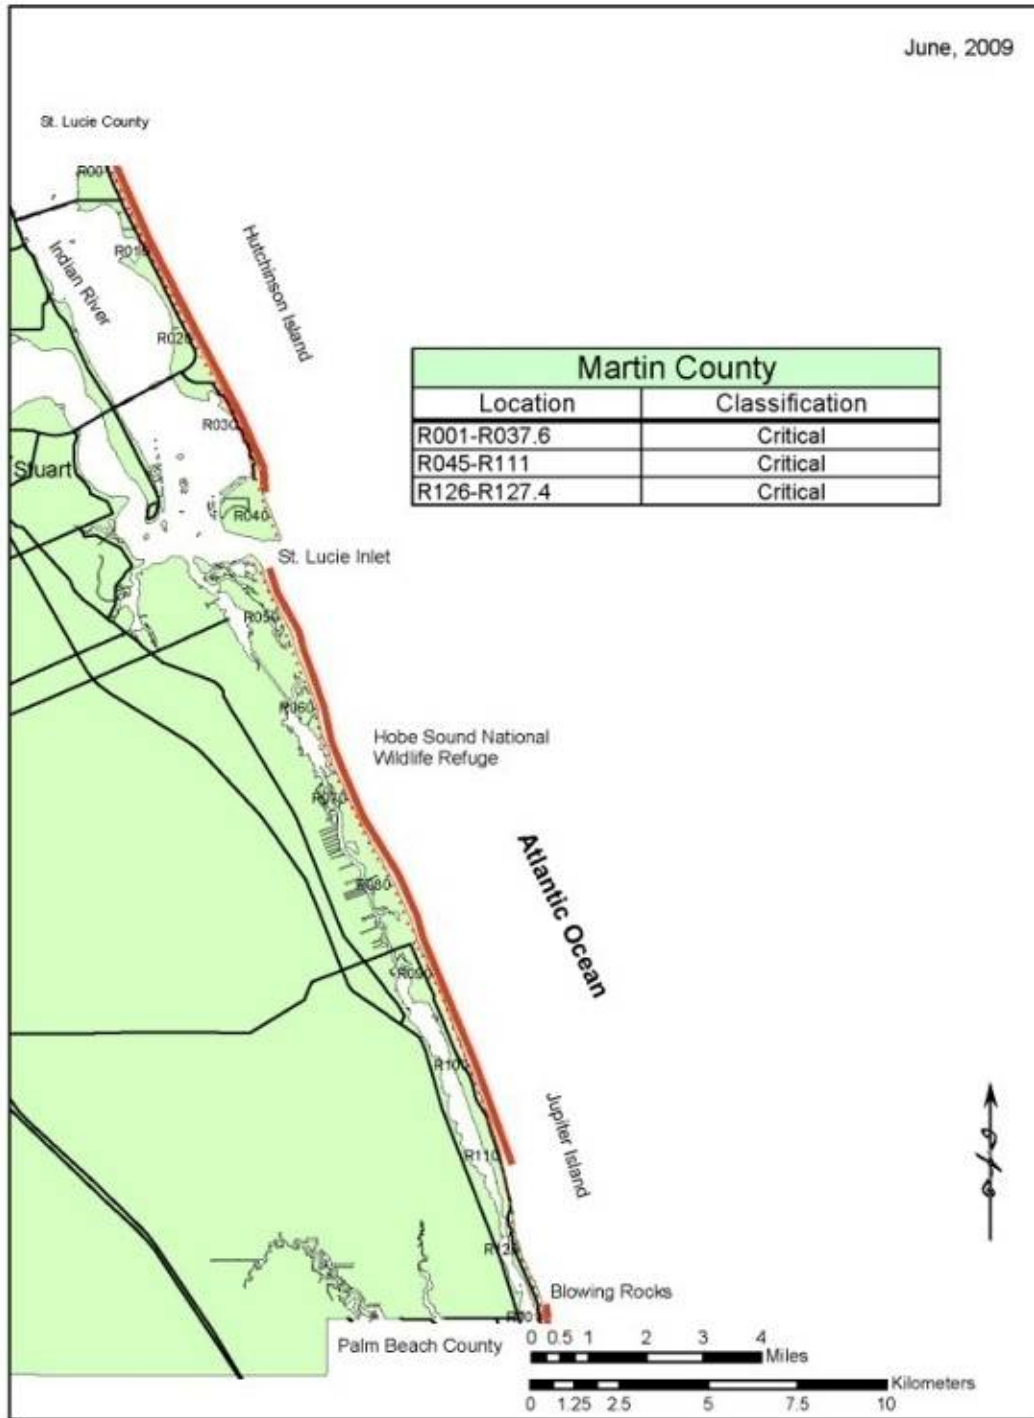 June, 2009
St. Lucie County
R00
R010
Indian River
Hutchinson Island
R020
Martin County
Location Classification
R001-R037.6 Critical
R045-R111 Critical
R126-R127.4 Critical
R030
Stuart
R040
St. Lucie Inlet
R050
R060
Hobe Sound National
Wildlife Refuge
R070
R080
Atlantic Ocean
R090
R100
Jupiter Island
R110
R12
Blowing Rocks
Palm Beach County
0 0.5 1 2 3 4
Miles
Kilometers
0 1.25 2.5 5 7.5 10